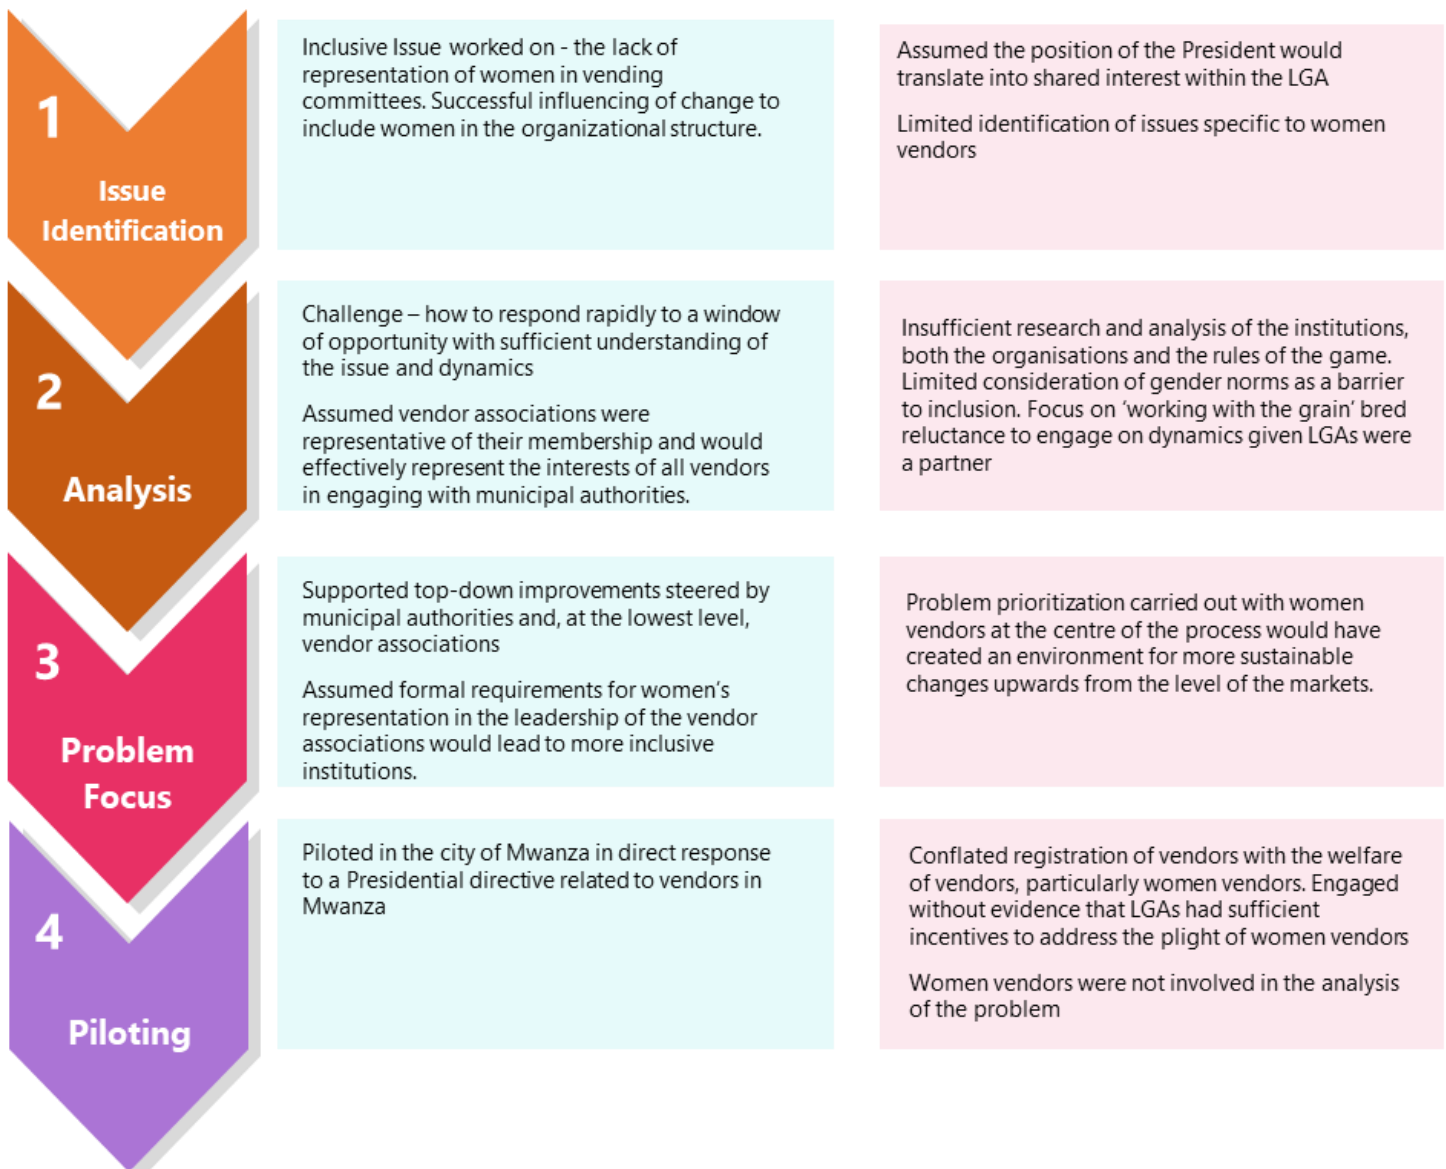 1
Issue
Identification
Inclusive Issue worked on - the lack of
representation of women in vending
committees. Successful influencing of change to
include women in the organizational structure.
Assumed the position of the President would
translate into shared interest within the LGA
Limited identification of issues specific to women
vendors
2
Analysis
Challenge – how to respond rapidly to a window
of opportunity with sufficient understanding of
the issue and dynamics
Assumed vendor associations were
representative of their membership and would
effectively represent the interests of all vendors
in engaging with municipal authorities.
Insufficient research and analysis of the institutions,
both the organisations and the rules of the game.
Limited consideration of gender norms as a barrier
to inclusion. Focus on ‘working with the grain’ bred
reluctance to engage on dynamics given LGAs were
a partner
3
Problem
Focus
Supported top-down improvements steered by
municipal authorities and, at the lowest level,
vendor associations
Assumed formal requirements for women’s
representation in the leadership of the vendor
associations would lead to more inclusive
institutions.
Problem prioritization carried out with women
vendors at the centre of the process would have
created an environment for more sustainable
changes upwards from the level of the markets.
4
Piloting
Piloted in the city of Mwanza in direct response
to a Presidential directive related to vendors in
Mwanza
Conflated registration of vendors with the welfare
of vendors, particularly women vendors. Engaged
without evidence that LGAs had sufficient
incentives to address the plight of women vendors
Women vendors were not involved in the analysis
of the problem